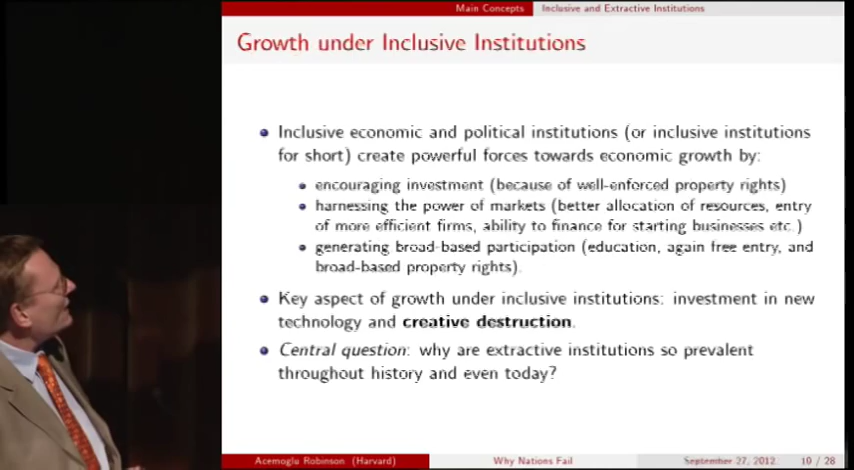 Main Concepts Inclusive and Extractive Institutions
Growth under Inclusive Institutions
Inclusive economic and political institutions (or inclusive institutions
for short) create powerful forces towards economic growth by:
encouraging investment (because of well-enforced property rights)
harnessing the power of markets (better allocation of resources, entry
of more efficient firms, ability to finance for starting businesses etc.)
generating broad-based participation (education, again free entry, and
broad-based property rights).
Key aspect of growth under inclusive institutions: investment in new
technology and creative destruction.
Central question: why are extractive institutions so prevalent
throughout history and even today?
Acemoglu Robinson (Harvard) Why Nations Fail September 27, 2012. 10 / 28